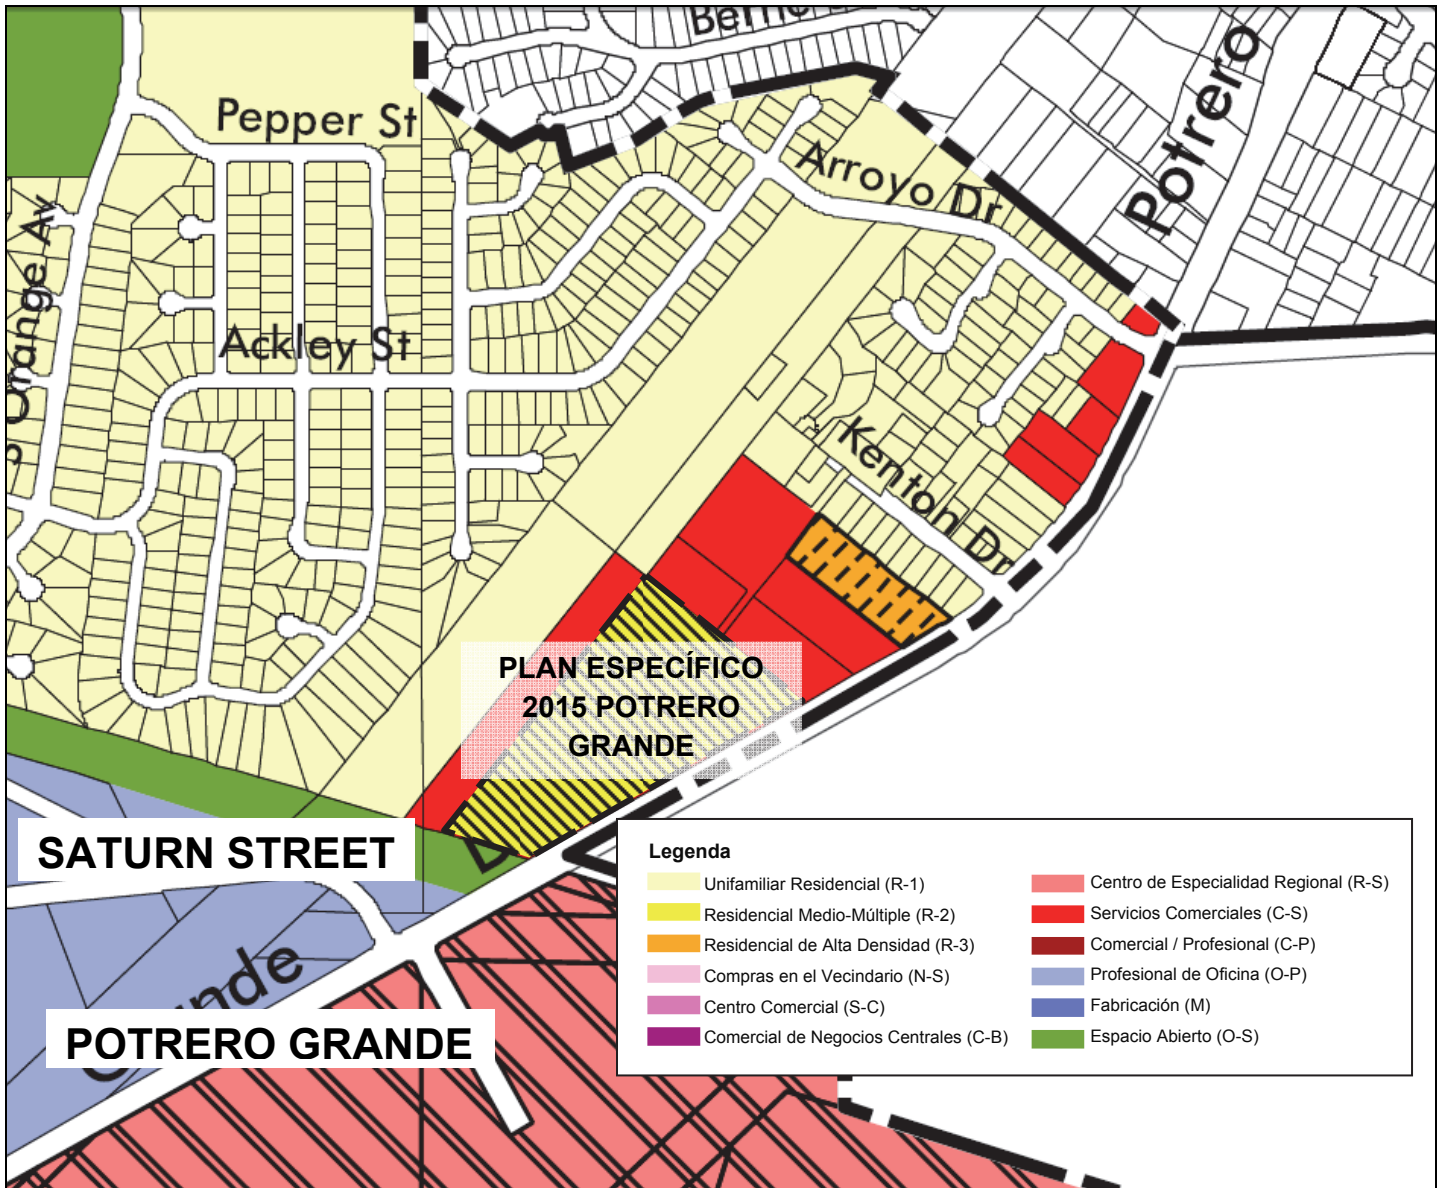 Potrero
Pepper St
Arroyo Dr
S Orange Av
Ackley St
Kenton Dr
PLAN ESPECÍFICO
2015 POTRERO
GRANDE
SATURN STREET
POTRERO GRANDE
Legenda
Unifamiliar Residencial (R-1)
Residencial Medio-Múltiple (R-2)
Residencial de Alta Densidad (R-3)
Compras en el Vecindario (N-S)
Centro Comercial (S-C)
Comercial de Negocios Centrales (C-B)
Centro de Especialidad Regional (R-S)
Servicios Comerciales (C-S)
Comercial / Profesional (C-P)
Profesional de Oficina (O-P)
Fabricación (M)
Espacio Abierto (O-S)